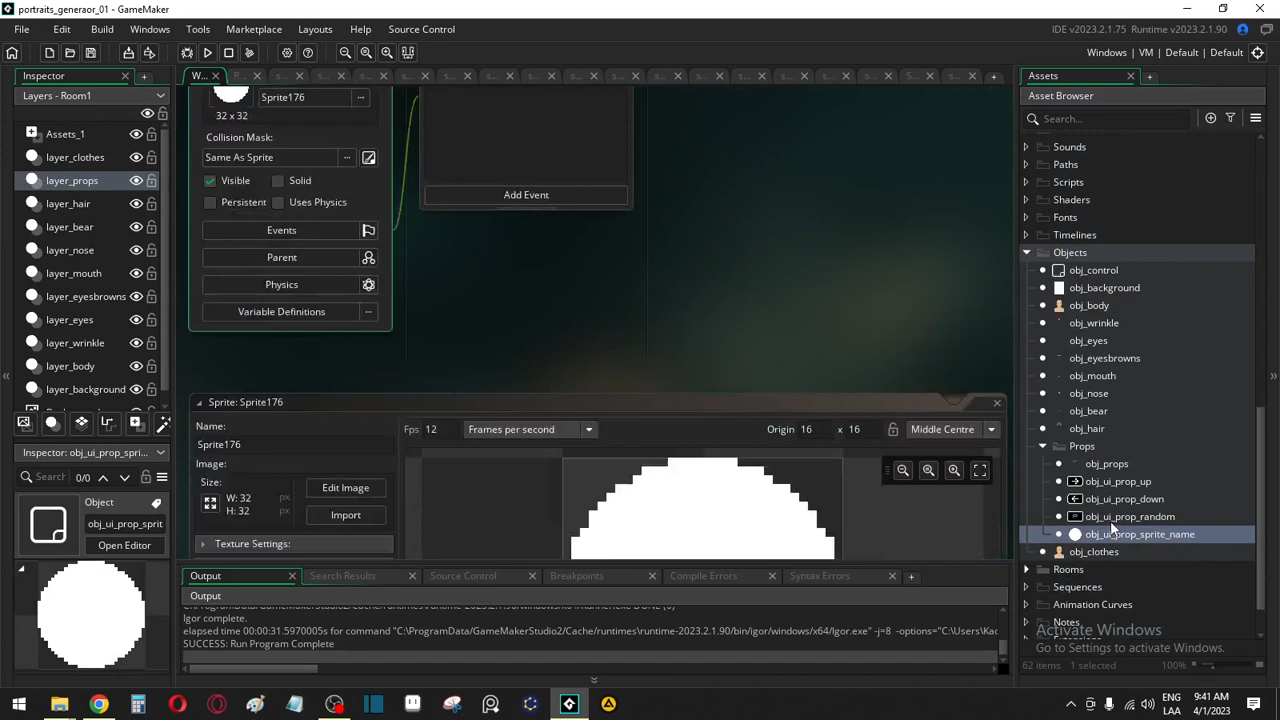 portraits_generaor_01 - GameMaker
File Edit Build Windows Tools Marketplace Layouts Help Source Control
IDE v2023.2.1.75 Runtime v2023.2.1.90
Windows | VM | Default | Default
Inspector
W...
Layers - Room1
Assets_1
layer_clothes
layer_props
layer_hair
layer_bear
layer_nose
layer_mouth
layer_eyesbrowns
layer_eyes
layer_wrinkle
layer_body
layer_background
Inspector: obj_ui_prop_spri...
Search
0/0
Object
obj_ui_prop_sprit
Open Editor
Sprite176
32 x 32
Collision Mask:
Same As Sprite
Visible
Solid
Persistent
Uses Physics
Events
Parent
Physics
Variable Definitions
Add Event
Sprite: Sprite176
Name:
Sprite176
Image:
Size:
W: 32 px
H: 32 px
Edit Image
Import
Texture Settings:
Fps 12 Frames per second
Origin 16 x 16 Middle Centre
Output
Search Results
Source Control
Breakpoints
Compile Errors
Syntax Errors
Output
Igor complete.
elapsed time 00:00:31.5970005s for command "C:\ProgramData/GameMakerStudio2/Cache/runtimes\runtime-2023.2.1.90/bin/igor/windows/x64/Igor.exe" -j=8 -options="C:\Users\Kac
SUCCESS: Run Program Complete
Assets
Asset Browser
Search...
Sounds
Paths
Scripts
Shaders
Fonts
Timelines
Objects
obj_control
obj_background
obj_body
obj_wrinkle
obj_eyes
obj_eyesbrowns
obj_mouth
obj_nose
obj_bear
obj_hair
Props
obj_props
obj_ui_prop_up
obj_ui_prop_down
obj_ui_prop_random
obj_ui_prop_sprite_name
obj_clothes
Rooms
Sequences
Animation Curves
Notes
Activate Windows
Go to Settings to activate Windows.
62 items 1 selected
100%
ENG
LAA
9:41 AM
4/1/2023